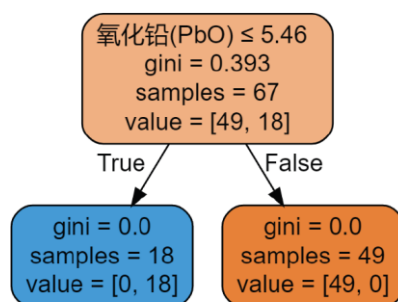 氧化铅(PbO) ≤ 5.46
gini = 0.393
samples = 67
value = [49, 18]
True
False
gini = 0.0
samples = 18
value = [0, 18]
gini = 0.0
samples = 49
value = [49, 0]